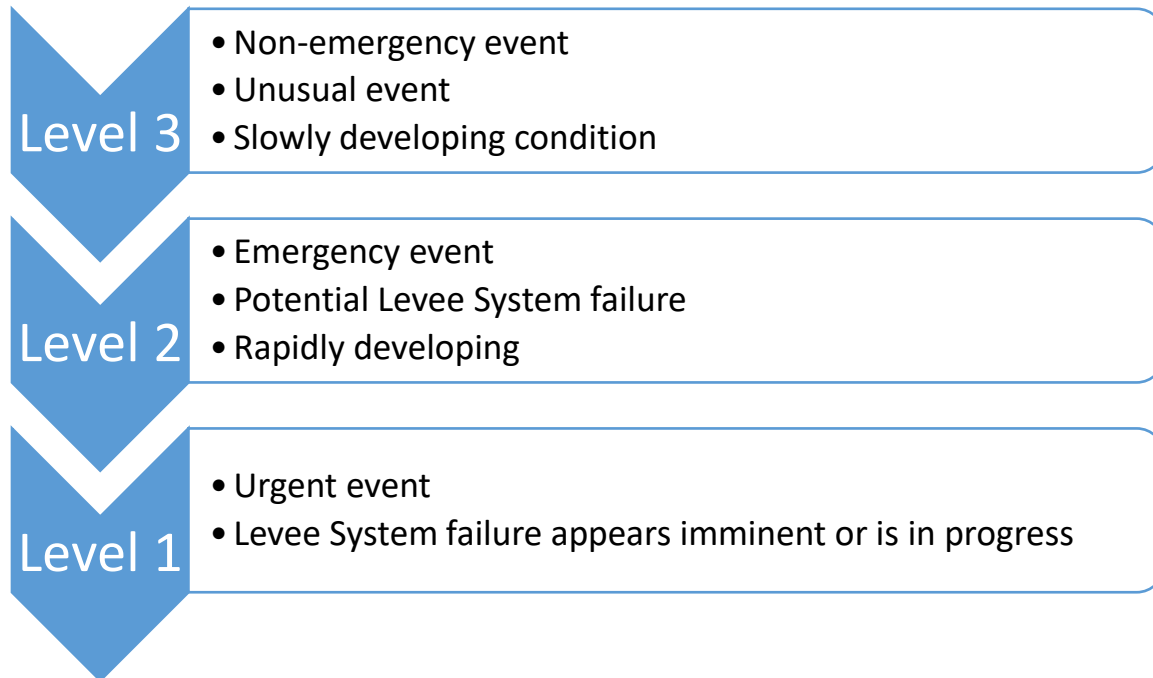 Level 3
• Non-emergency event
• Unusual event
• Slowly developing condition
Level 2
• Emergency event
• Potential Levee System failure
• Rapidly developing
Level 1
• Urgent event
• Levee System failure appears imminent or is in progress